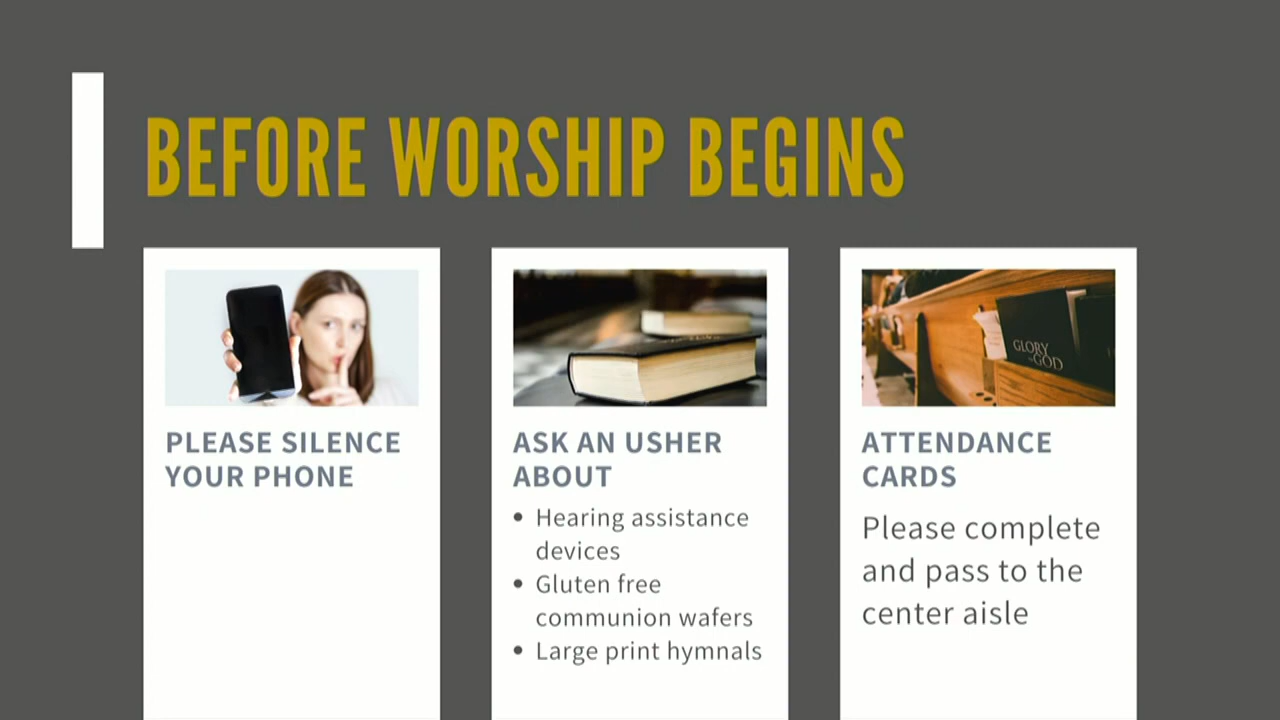 BEFORE WORSHIP BEGINS
PLEASE SILENCE
YOUR PHONE
ASK AN USHER
ABOUT
• Hearing assistance
devices
• Gluten free
communion wafers
• Large print hymnals
GLORY
TO GOD
ATTENDANCE
CARDS
Please complete
and pass to the
center aisle